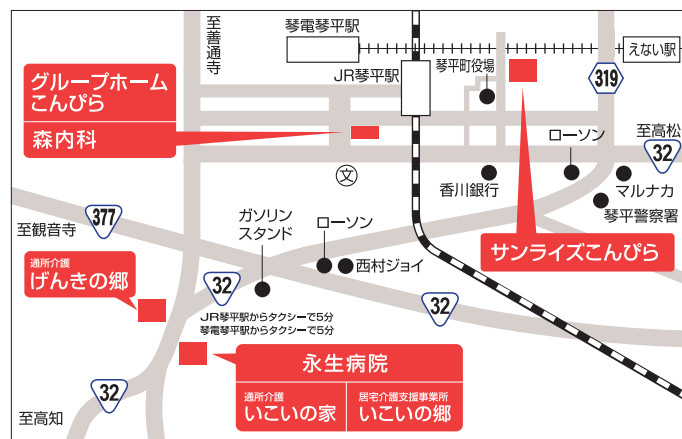 至善通寺
琴電琴平駅
えない駅
JR琴平駅
琴平町役場
319
グループホーム
こんぴら
森内科
ローソン
至高松
32
文
香川銀行
マルナカ
琴平警察署
377
至観音寺
ガソリン
スタンド
ローソン
西村ジョイ
サンライズこんぴら
通所介護
げんきの郷
32
JR琴平駅からタクシーで5分
琴電琴平駅からタクシーで5分
32
永生病院
通所介護
いこいの家
居宅介護支援事業所
いこいの郷
32
至高知